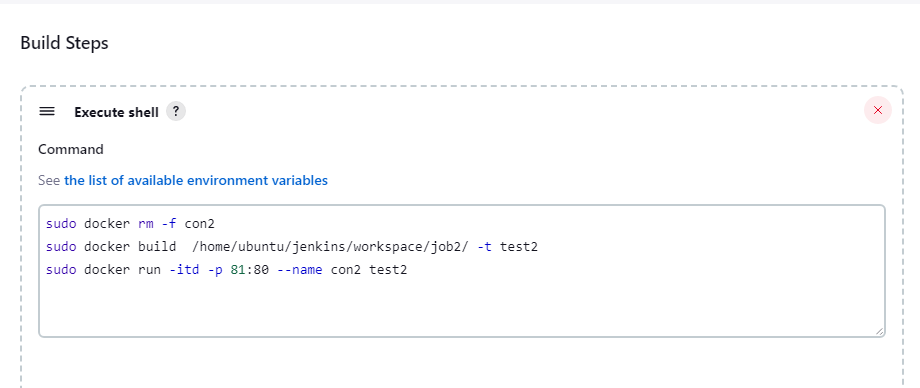 Build Steps
Execute shell ?
Command
See the list of available environment variables
sudo docker rm -f con2
sudo docker build  /home/ubuntu/jenkins/workspace/job2/ -t test2
sudo docker run -itd -p 81:80 --name con2 test2